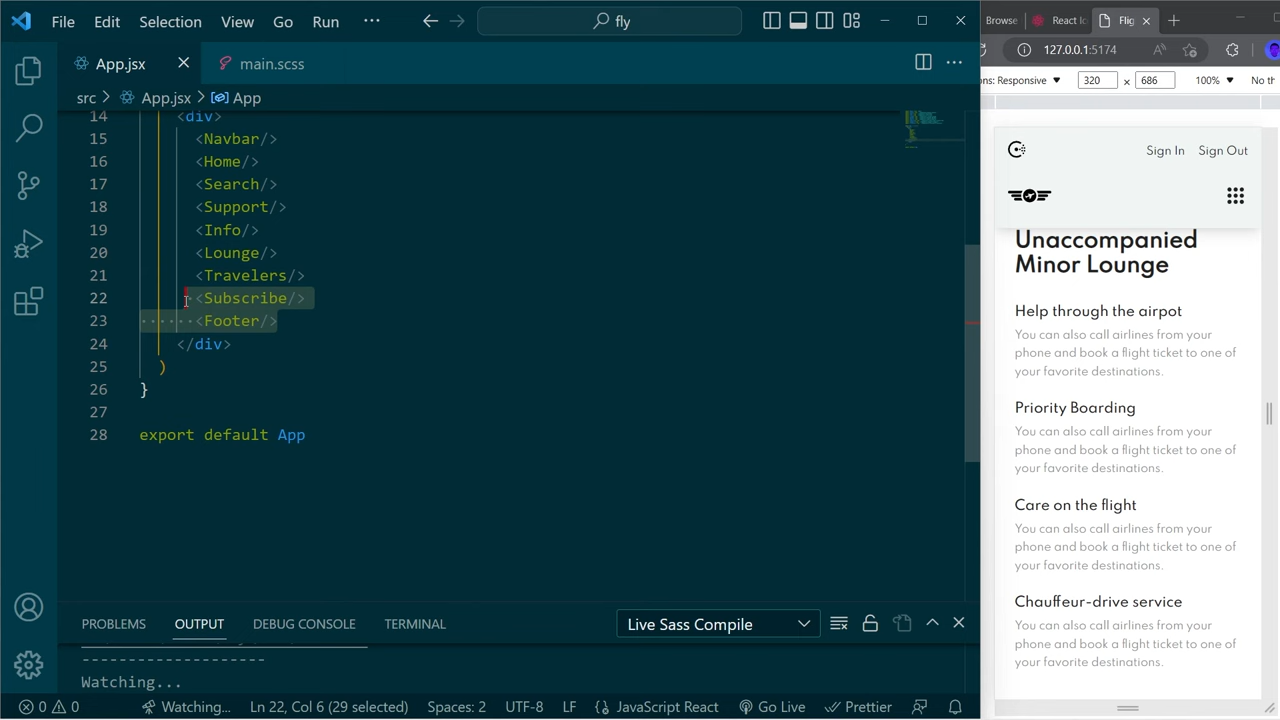 File Edit Selection View Go Run ··· fly
Browse React Ic Flig
App.jsx main.scss
127.0.0.1:5174
ons: Responsive 320 × 686 100% No th
src > App.jsx > App
14 <div>
15 <Navbar/>
16 <Home/>
17 <Search/>
18 <Support/>
19 <Info/>
20 <Lounge/>
21 <Travelers/>
22 <Subscribe/>
23 <Footer/>
24 </div>
25 )
26 }
27
28 export default App
Sign In Sign Out
Unaccompanied
Minor Lounge
Help through the airpot
You can also call airlines from your
phone and book a flight ticket to one of
your favorite destinations.
Priority Boarding
You can also call airlines from your
phone and book a flight ticket to one of
your favorite destinations.
Care on the flight
You can also call airlines from your
phone and book a flight ticket to one of
your favorite destinations.
Chauffeur-drive service
You can also call airlines from your
phone and book a flight ticket to one of
your favorite destinations.
PROBLEMS OUTPUT DEBUG CONSOLE TERMINAL Live Sass Compile
--------------------
Watching...
0 0 Watching... Ln 22, Col 6 (29 selected) Spaces: 2 UTF-8 LF JavaScript React Go Live Prettier